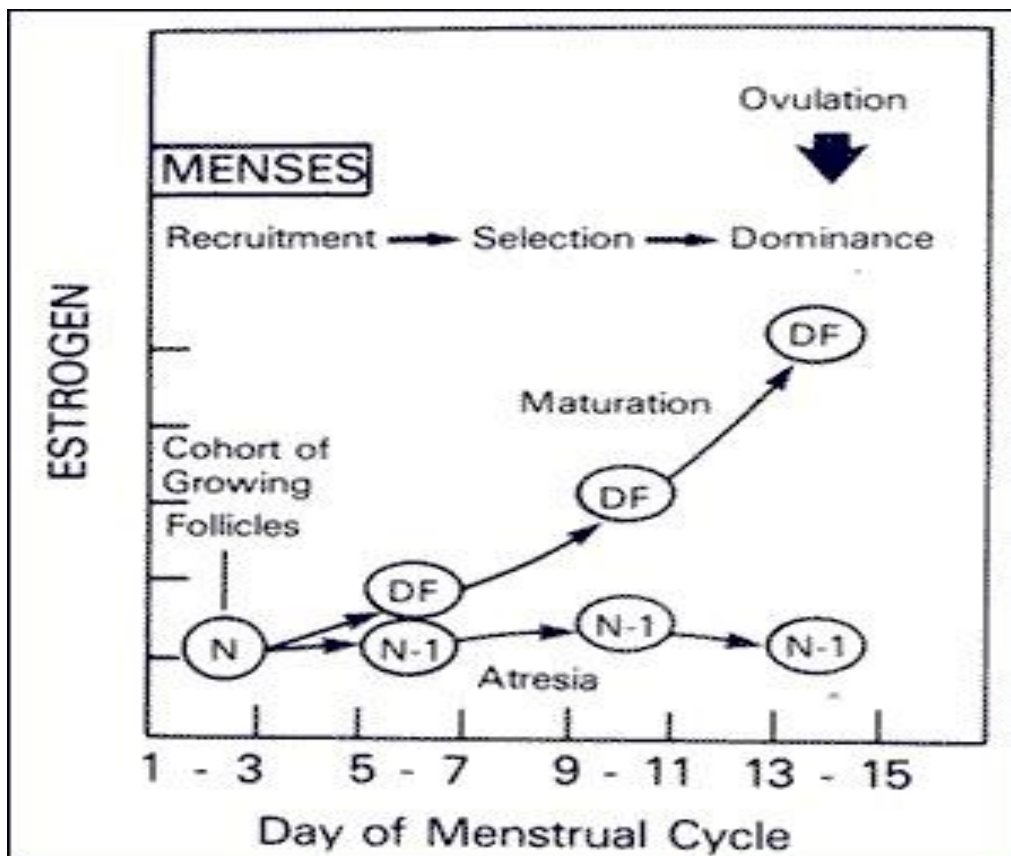 Ovulation
MENSES
Recruitment Selection Dominance
ESTROGEN
DF
Maturation
Cohort of
Growing
Follicles
DF
DF
N
N-1
N-1
N-1
Atresia
1 - 3 5 - 7 9 - 11 13 - 15
Day of Menstrual Cycle